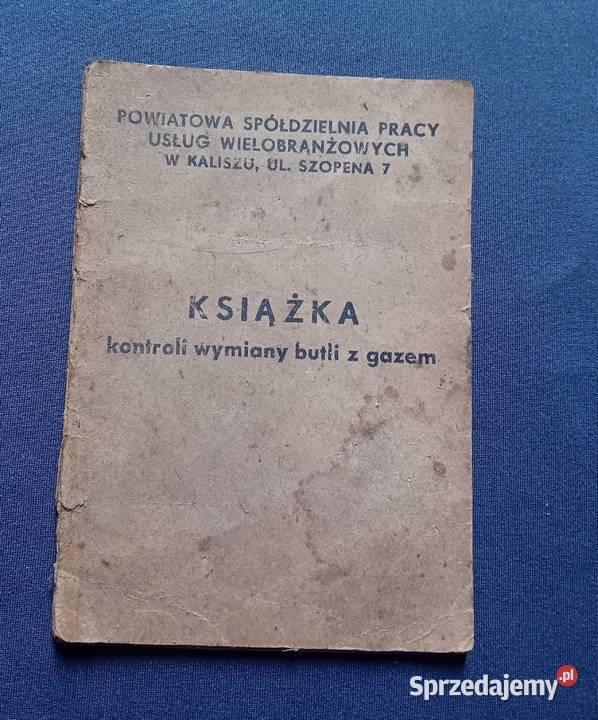 POWIATOWA SPÓŁDZIELNIA PRACY
USŁUG WIELOBRANŻOWYCH
W KALISZU, UL. SZOPENA 7
KSIĄŻKA
kontroli wymiany butli z gazem
Sprzedajemy.pl